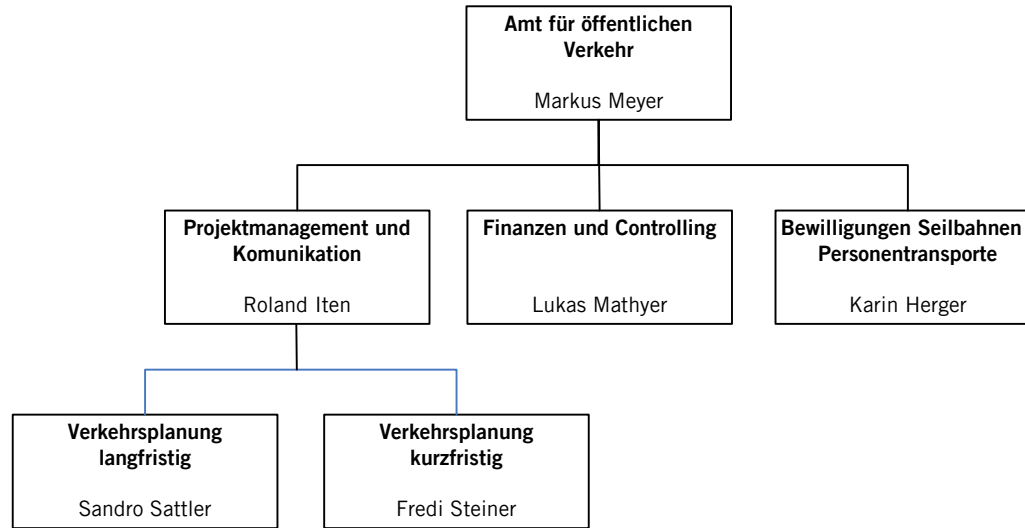 Amt für öffentlichen
Verkehr
Markus Meyer
Projektmanagement und
Komunikation
Roland Iten
Finanzen und Controlling
Lukas Mathyer
Bewilligungen Seilbahnen
Personentransporte
Karin Herger
Verkehrsplanung
langfristig
Sandro Sattler
Verkehrsplanung
kurzfristig
Fredi Steiner